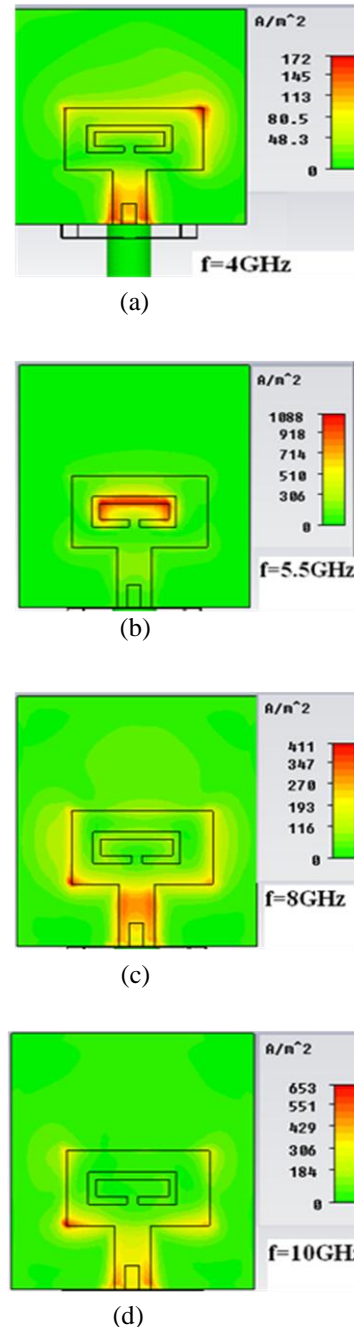 A/m^2
172
145
113
80.5
48.3
0
f=4GHz
(a)
A/m^2
1088
918
714
510
306
0
f=5.5GHz
(b)
A/m^2
411
347
270
193
116
0
f=8GHz
(c)
A/m^2
653
551
429
306
184
0
f=10GHz
(d)